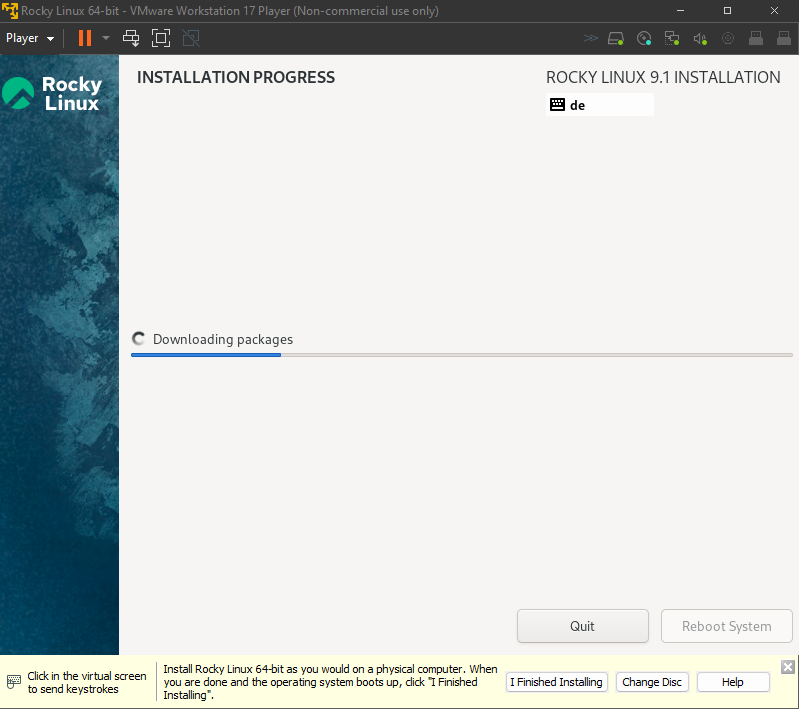 Rocky Linux 64-bit - VMware Workstation 17 Player (Non-commercial use only)
Player
Rocky
Linux
INSTALLATION PROGRESS
ROCKY LINUX 9.1 INSTALLATION
de
Downloading packages
Quit
Reboot System
Click in the virtual screen
to send keystrokes
Install Rocky Linux 64-bit as you would on a physical computer. When
you are done and the operating system boots up, click "I Finished
Installing".
I Finished Installing
Change Disc
Help